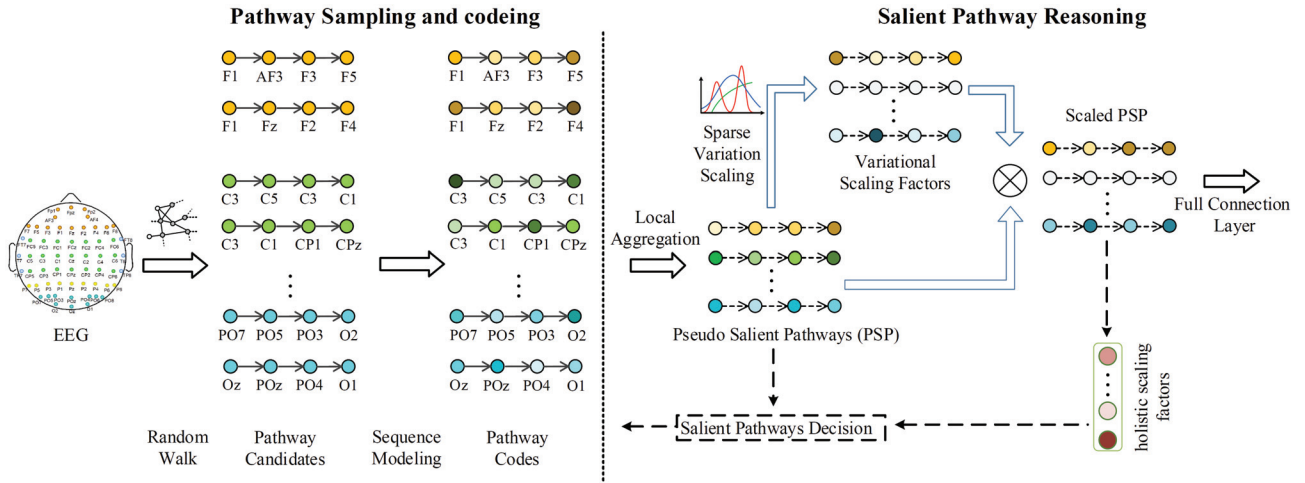 Pathway Sampling and codeing
Salient Pathway Reasoning
F1 AF3 F3 F5
F1 Fz F2 F4
C3 C5 C3 C1
C3 C1 CP1 CPz
PO7 PO5 PO3 O2
Oz POz PO4 O1
F1 AF3 F3 F5
F1 Fz F2 F4
C3 C5 C3 C1
C3 C1 CP1 CPz
PO7 PO5 PO3 O2
Oz POz PO4 O1
EEG
Random
Walk
Pathway
Candidates
Sequence
Modeling
Pathway
Codes
Local
Aggregation
Sparse
Variation
Scaling
Variational
Scaling Factors
Pseudo Salient Pathways (PSP)
Scaled PSP
Full Connection
Layer
holistic scaling
factors
Salient Pathways Decision